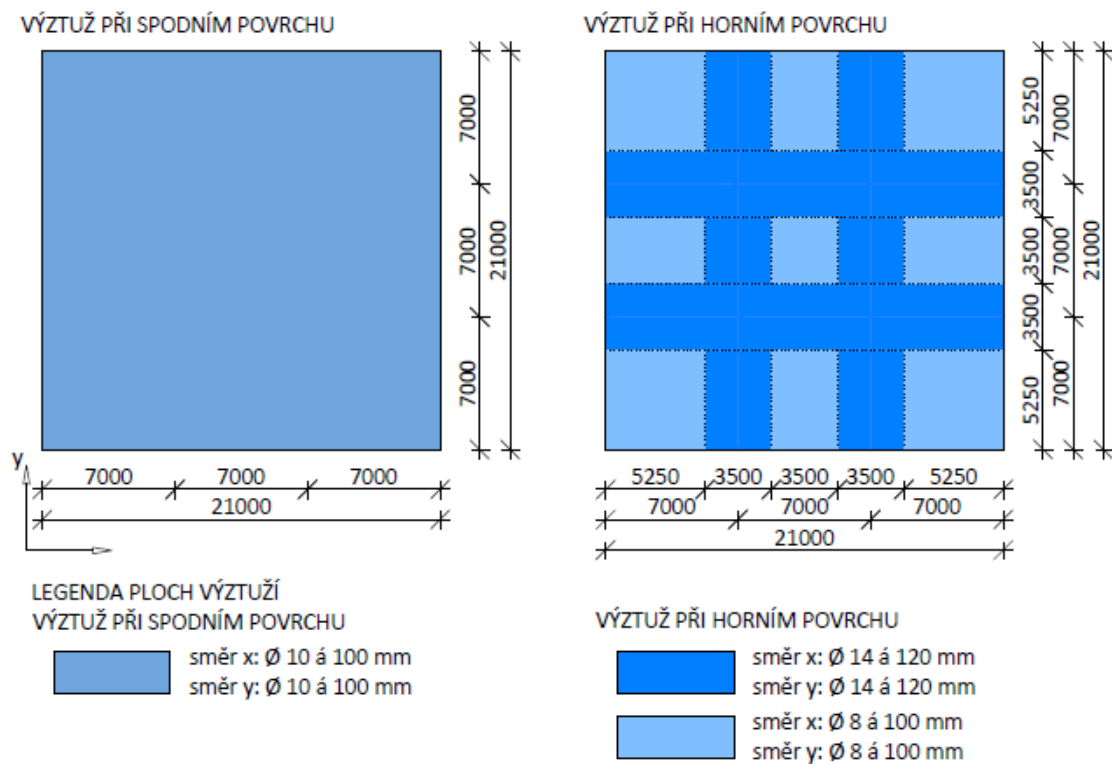 VÝZTUŽ PŘI SPODNÍM POVRCHU
7000
7000
7000
21000
y
7000 7000 7000
21000
VÝZTUŽ PŘI HORNÍM POVRCHU
5250
3500
3500
3500
5250
7000
7000
7000
21000
5250 3500 3500 3500 5250
7000 7000 7000
21000
LEGENDA PLOCH VÝZTUŽÍ
VÝZTUŽ PŘI SPODNÍM POVRCHU
směr x: Ø 10 á 100 mm
směr y: Ø 10 á 100 mm
VÝZTUŽ PŘI HORNÍM POVRCHU
směr x: Ø 14 á 120 mm
směr y: Ø 14 á 120 mm
směr x: Ø 8 á 100 mm
směr y: Ø 8 á 100 mm